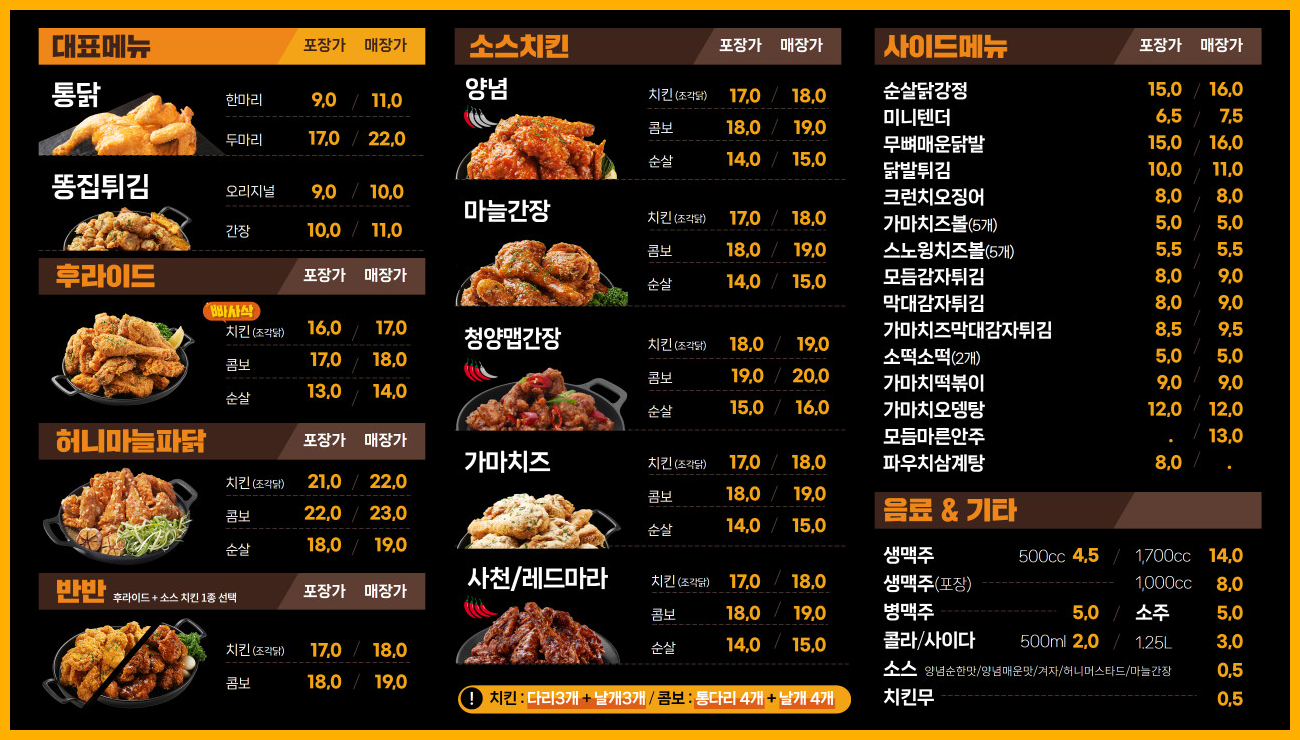 대표메뉴 포장가 매장가
통닭
한마리 9,0 / 11,0
두마리 17,0 / 22,0
똥집튀김
오리지널 9,0 / 10,0
간장 10,0 / 11,0
후라이드 포장가 매장가
빠사삭
치킨(조각닭) 16,0 / 17,0
콤보 17,0 / 18,0
순살 13,0 / 14,0
허니마늘파닭 포장가 매장가
치킨(조각닭) 21,0 / 22,0
콤보 22,0 / 23,0
순살 18,0 / 19,0
반반 후라이드 + 소스 치킨 1종 선택 포장가 매장가
치킨(조각닭) 17,0 / 18,0
콤보 18,0 / 19,0
소스치킨 포장가 매장가
양념
치킨(조각닭) 17,0 / 18,0
콤보 18,0 / 19,0
순살 14,0 / 15,0
마늘간장
치킨(조각닭) 17,0 / 18,0
콤보 18,0 / 19,0
순살 14,0 / 15,0
청양맵간장
치킨(조각닭) 18,0 / 19,0
콤보 19,0 / 20,0
순살 15,0 / 16,0
가마치즈
치킨(조각닭) 17,0 / 18,0
콤보 18,0 / 19,0
순살 14,0 / 15,0
사천/레드마라
치킨(조각닭) 17,0 / 18,0
콤보 18,0 / 19,0
순살 14,0 / 15,0
! 치킨 : 다리3개 + 날개3개 / 콤보 : 통다리 4개 + 날개 4개
사이드메뉴 포장가 매장가
순살닭강정 15,0 / 16,0
미니텐더 6,5 / 7,5
무뼈매운닭발 15,0 / 16,0
닭발튀김 10,0 / 11,0
크런치오징어 8,0 / 8,0
가마치즈볼(5개) 5,0 / 5,0
스노윙치즈볼(5개) 5,5 / 5,5
모듬감자튀김 8,0 / 9,0
막대감자튀김 8,0 / 9,0
가마치즈막대감자튀김 8,5 / 9,5
소떡소떡(2개) 5,0 / 5,0
가마치떡볶이 9,0 / 9,0
가마치오뎅탕 12,0 / 12,0
모듬마른안주 . / 13,0
파우치삼계탕 8,0 / .
음료 & 기타
생맥주 500cc 4,5 / 1,700cc 14,0
생맥주(포장) 1,000cc 8,0
병맥주 5,0 / 소주 5,0
콜라/사이다 500ml 2,0 / 1.25L 3,0
소스 양념순한맛/양념매운맛/겨자/허니머스타드/마늘간장 0,5
치킨무 0,5